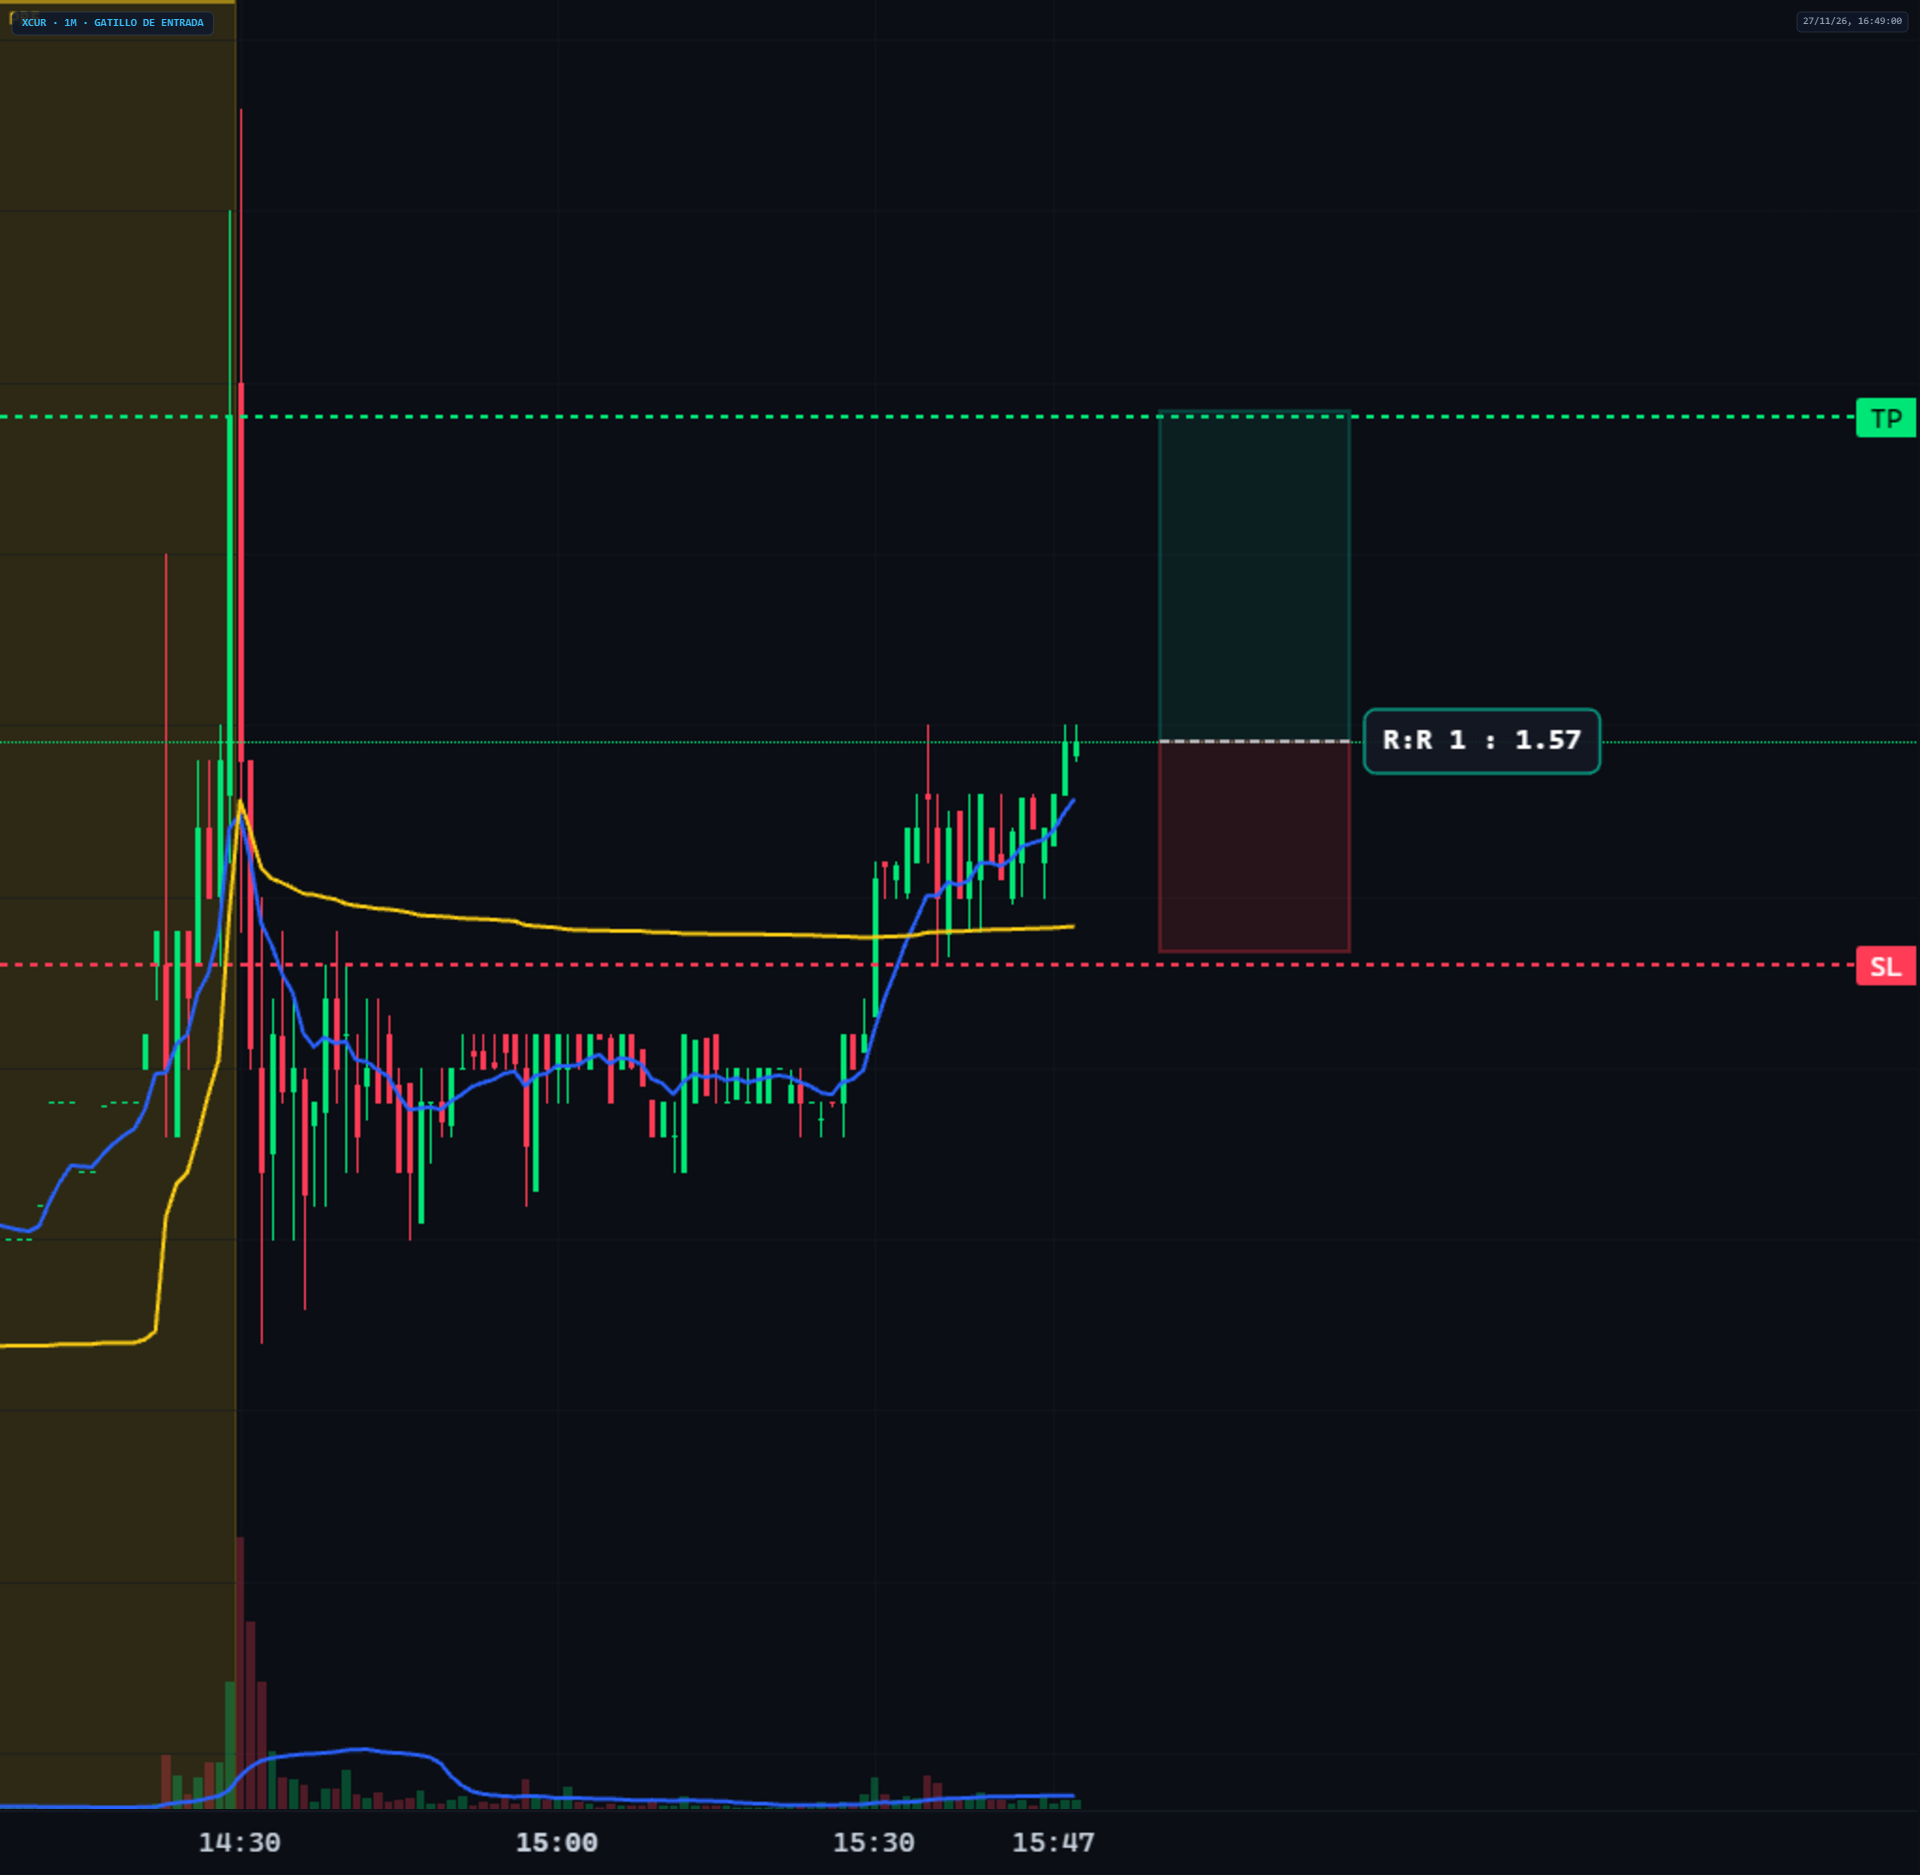 XCUR · 1M · GATILLO DE ENTRADA
27/11/26, 16:49:00
TP
R:R 1 : 1.57
SL
14:30
15:00
15:30
15:47